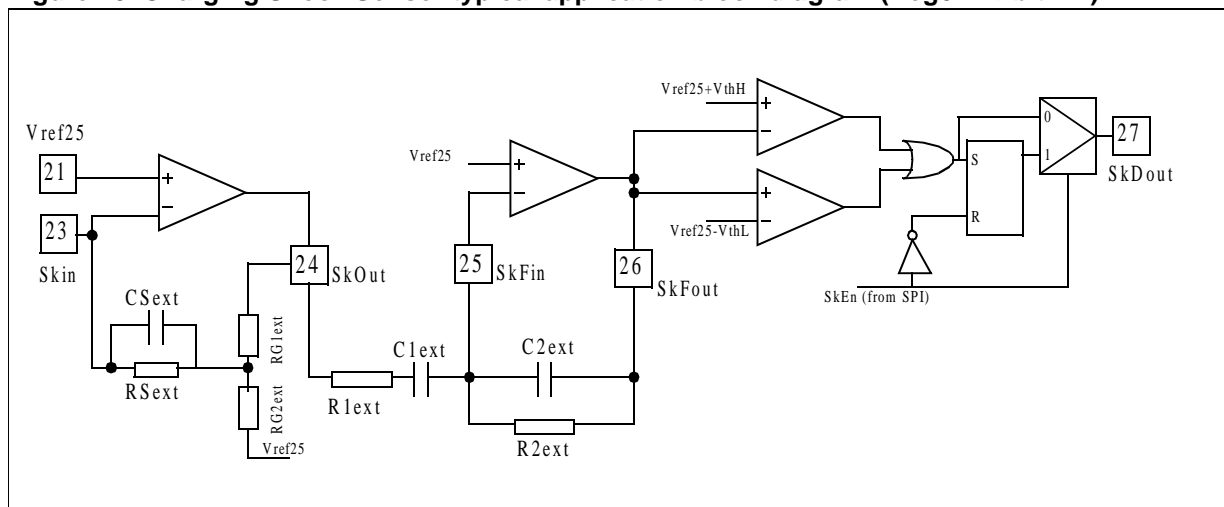 Vref25
21
+
−
23
Skin
CSext
RSext
RG1ext
RG2ext
Vref25
24
SkOut
R1ext
C1ext
Vref25
+
−
25
SkFin
C2ext
R2ext
26
SkFout
Vref25+VthH
+
−
+
−
Vref25-VthL
S
R
SkEn (from SPI)
0
1
27
SkDout